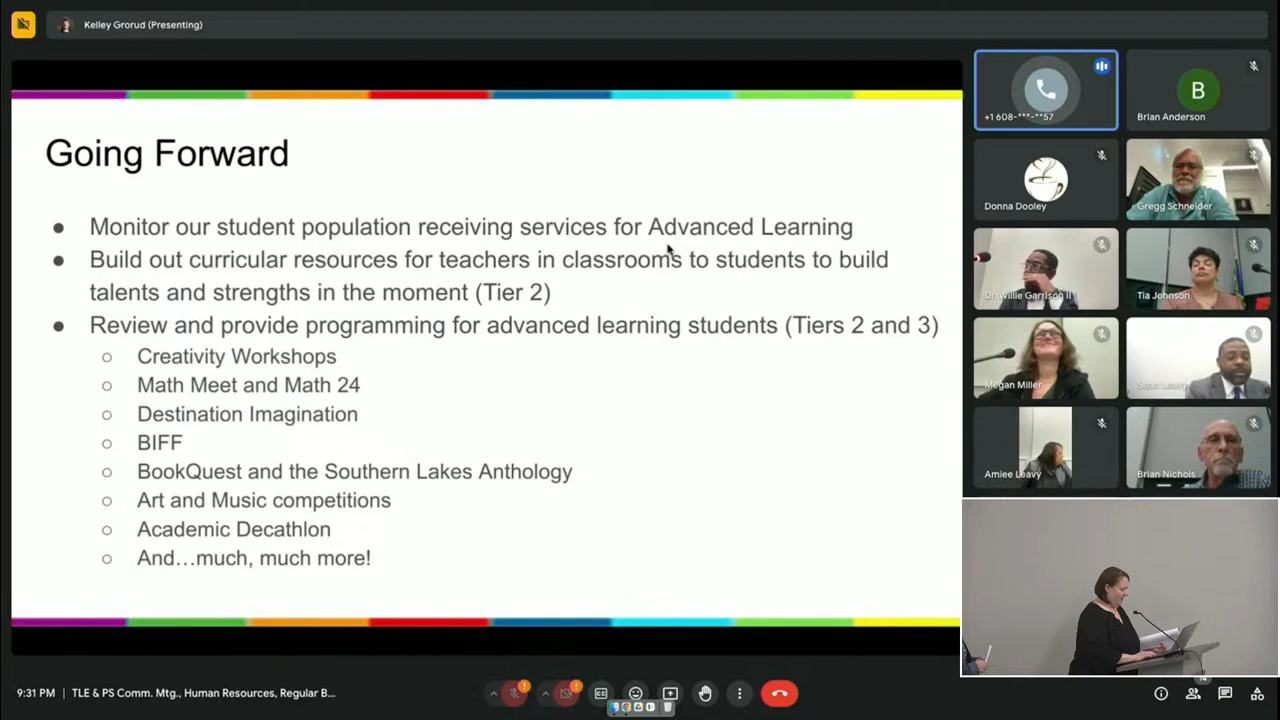 Kelley Grorud (Presenting)
Going Forward
● Monitor our student population receiving services for Advanced Learning
● Build out curricular resources for teachers in classrooms to students to build
talents and strengths in the moment (Tier 2)
● Review and provide programming for advanced learning students (Tiers 2 and 3)
○ Creativity Workshops
○ Math Meet and Math 24
○ Destination Imagination
○ BIFF
○ BookQuest and the Southern Lakes Anthology
○ Art and Music competitions
○ Academic Decathlon
○ And…much, much more!
+1 608-***-**57
B
Brian Anderson
Donna Dooley
Gregg Schneider
Dr. Willie Garrison II
Tia Johnson
Megan Miller
Sean Leavy
Amiee Leavy
Brian Nichols
9:31 PM | TLE & PS Comm. Mtg., Human Resources, Regular B...
CC
14